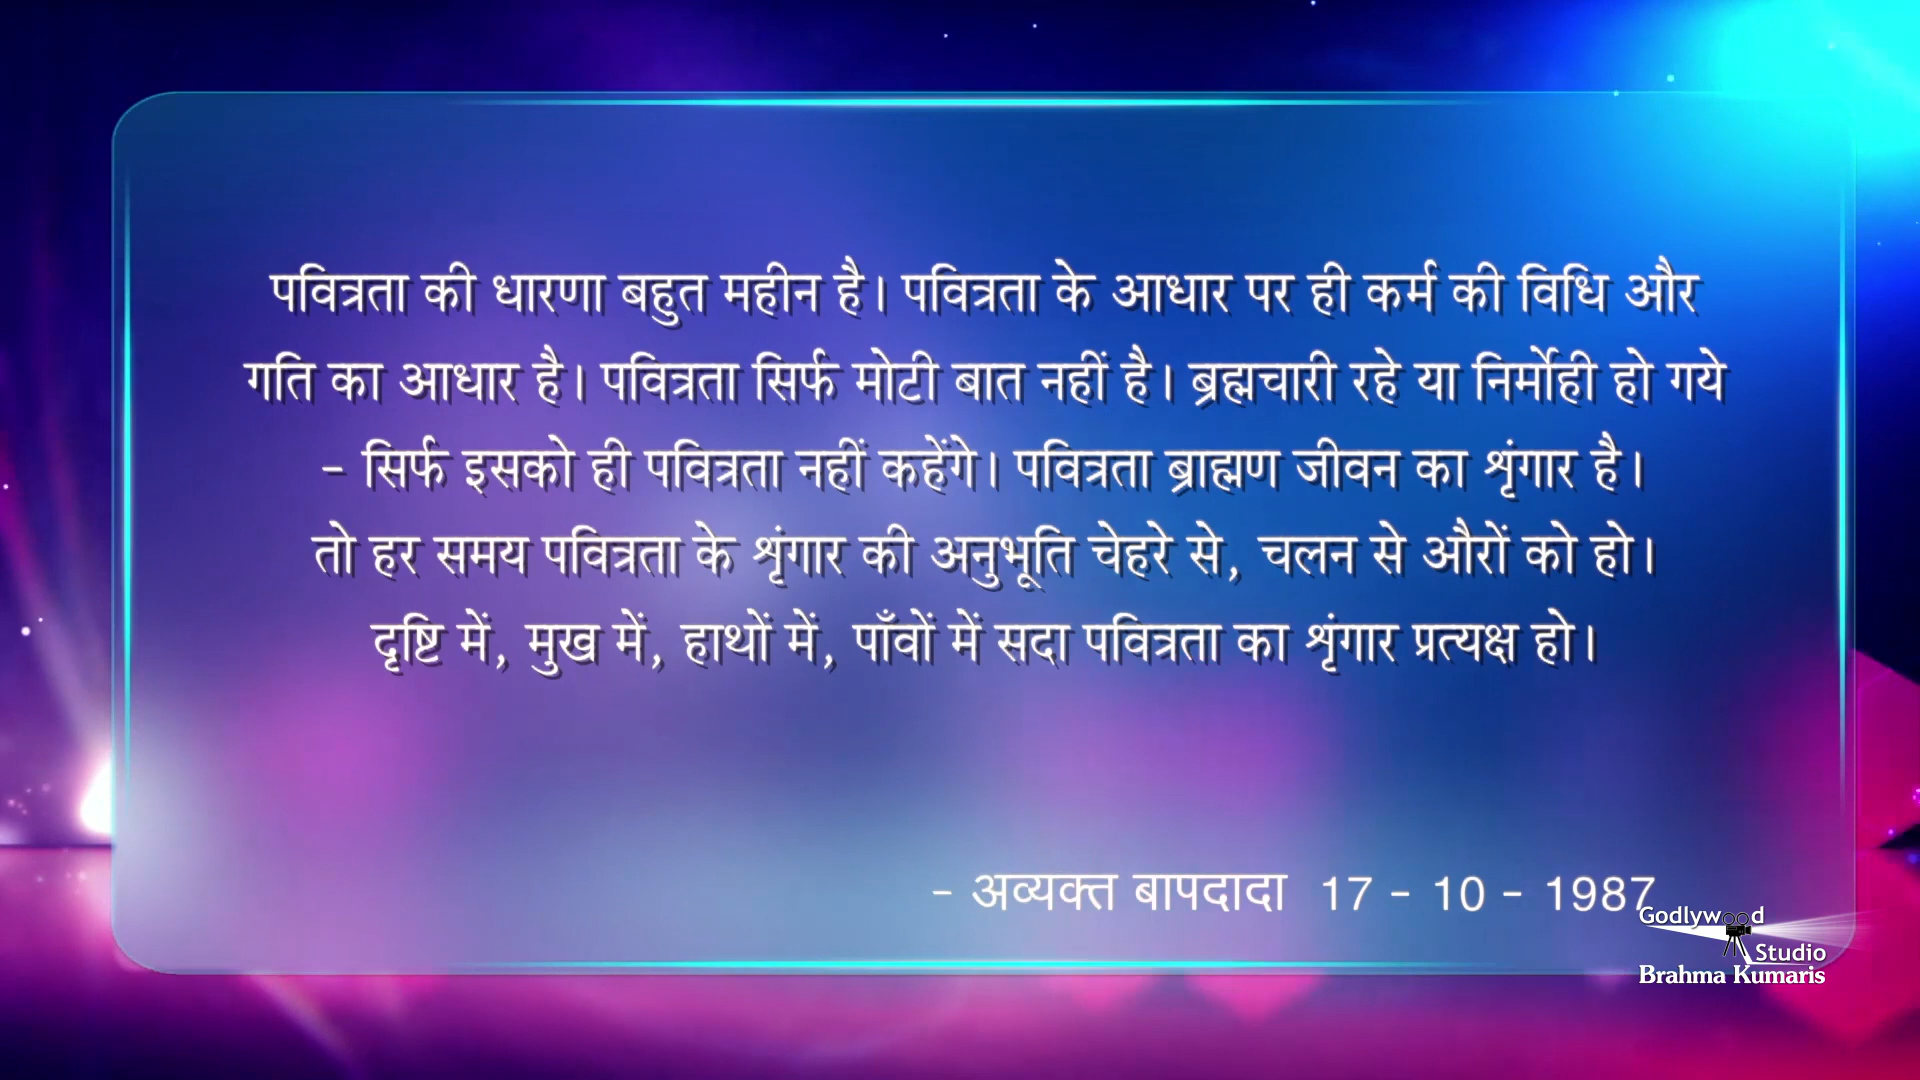 पवित्रता की धारणा बहुत महीन है। पवित्रता के आधार पर ही कर्म की विधि और
गति का आधार है। पवित्रता सिर्फ मोटी बात नहीं है। ब्रह्मचारी रहे या निर्मोही हो गये
- सिर्फ इसको ही पवित्रता नहीं कहेंगे। पवित्रता ब्राह्मण जीवन का श्रृंगार है।
तो हर समय पवित्रता के श्रृंगार की अनुभूति चेहरे से, चलन से औरों को हो।
दृष्टि में, मुख में, हाथों में, पाँवों में सदा पवित्रता का श्रृंगार प्रत्यक्ष हो।
- अव्यक्त बापदादा 17 - 10 - 1987
Godlywood
Studio
Brahma Kumaris